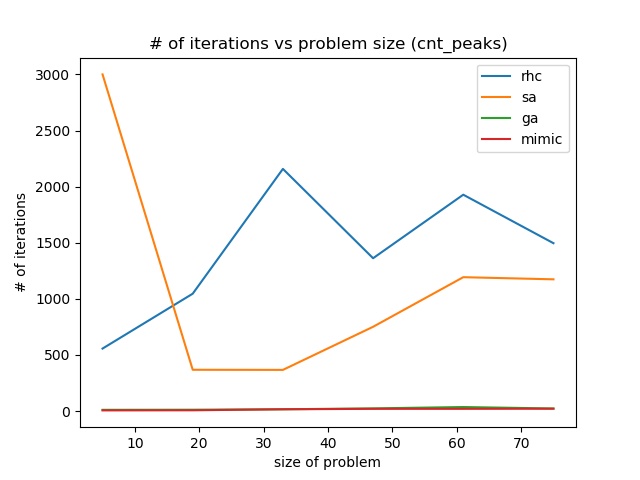 # of iterations vs problem size (cnt_peaks)
rhc
sa
ga
mimic
3000
2500
2000
1500
1000
500
0
# of iterations
10 20 30 40 50 60 70
size of problem